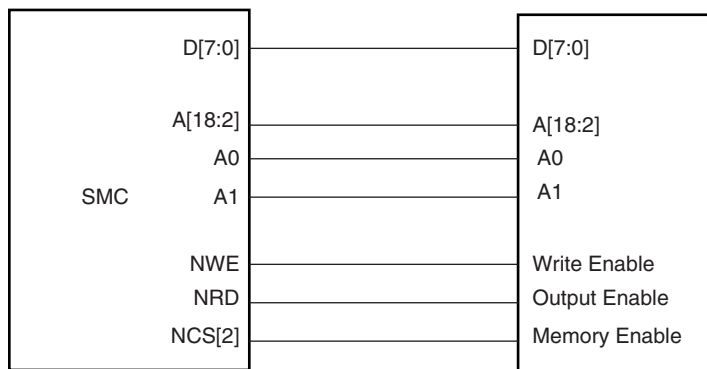 D[7:0] D[7:0]
A[18:2] A[18:2]
A0 A0
SMC A1 A1
NWE Write Enable
NRD Output Enable
NCS[2] Memory Enable